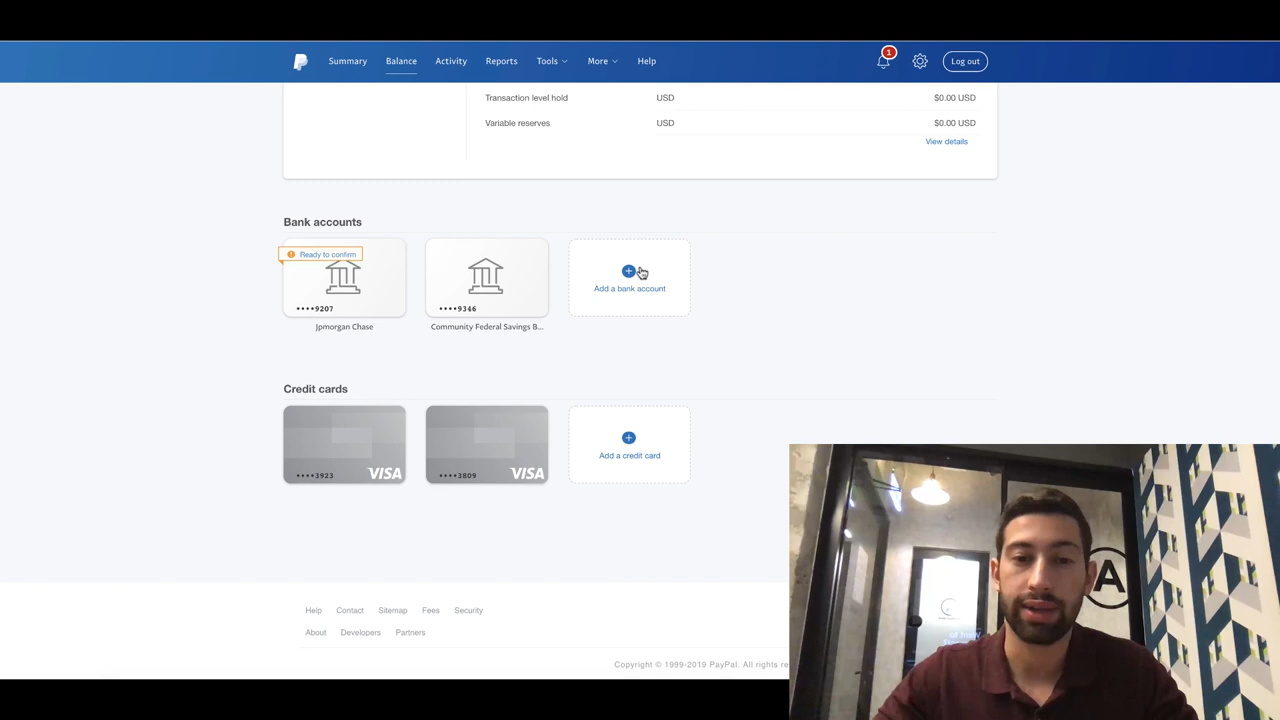 Summary Balance Activity Reports Tools More Help 1 Log out
Transaction level hold USD $0.00 USD
Variable reserves USD $0.00 USD
View details
Bank accounts
Ready to confirm
••••9207 ••••9346
Add a bank account
Jpmorgan Chase Community Federal Savings B...
Credit cards
••••3923 VISA ••••3809 VISA
Add a credit card
Help Contact Sitemap Fees Security
About Developers Partners
Copyright © 1999-2019 PayPal. All rights re
A